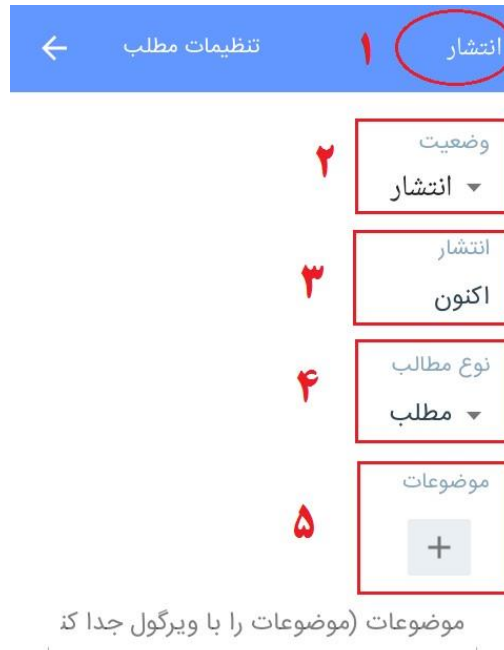 انتشار ۱ تنظیمات مطلب
وضعیت
۲
انتشار
انتشار
۳
اکنون
نوع مطالب
۴
مطلب
موضوعات
۵
+
موضوعات (موضوعات را با ویرگول جدا کن